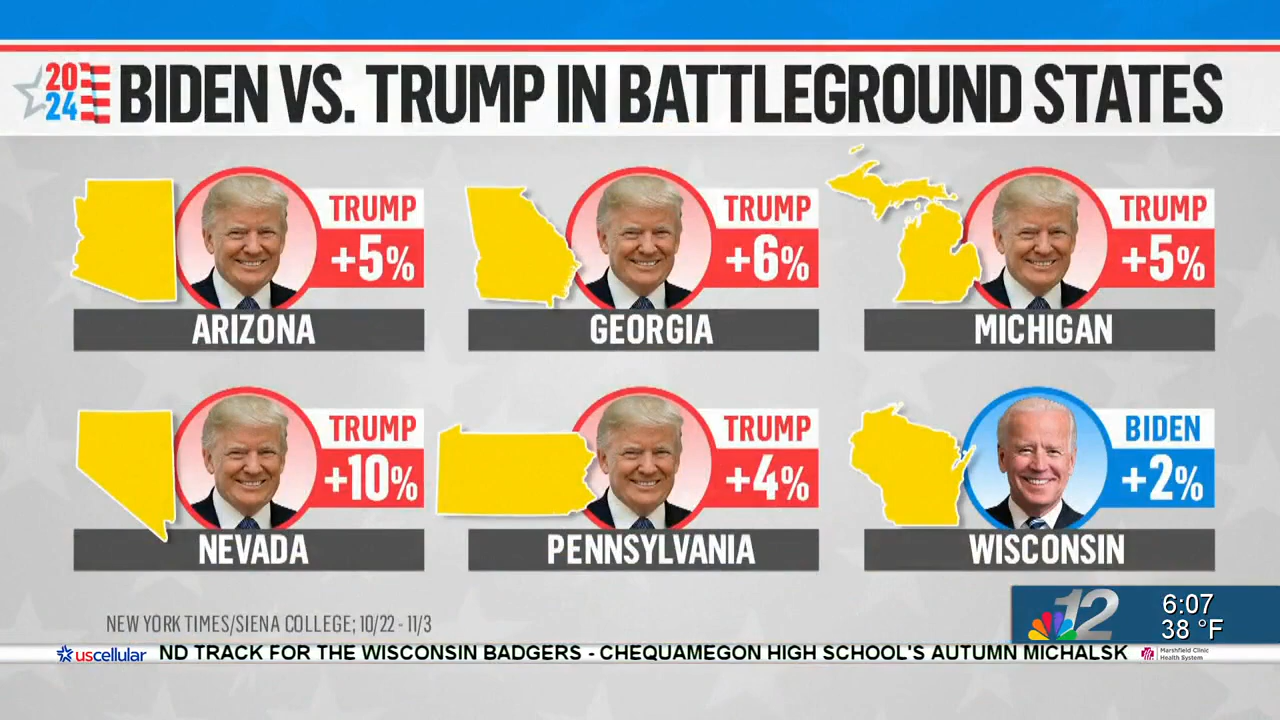 2024
BIDEN VS. TRUMP IN BATTLEGROUND STATES
TRUMP
+5%
ARIZONA
TRUMP
+6%
GEORGIA
TRUMP
+5%
MICHIGAN
TRUMP
+10%
NEVADA
TRUMP
+4%
PENNSYLVANIA
BIDEN
+2%
WISCONSIN
NEW YORK TIMES/SIENA COLLEGE; 10/22 - 11/3
12
6:07
38 °F
uscellular
ND TRACK FOR THE WISCONSIN BADGERS - CHEQUAMEGON HIGH SCHOOL'S AUTUMN MICHALSK
Marshfield Clinic
Health System